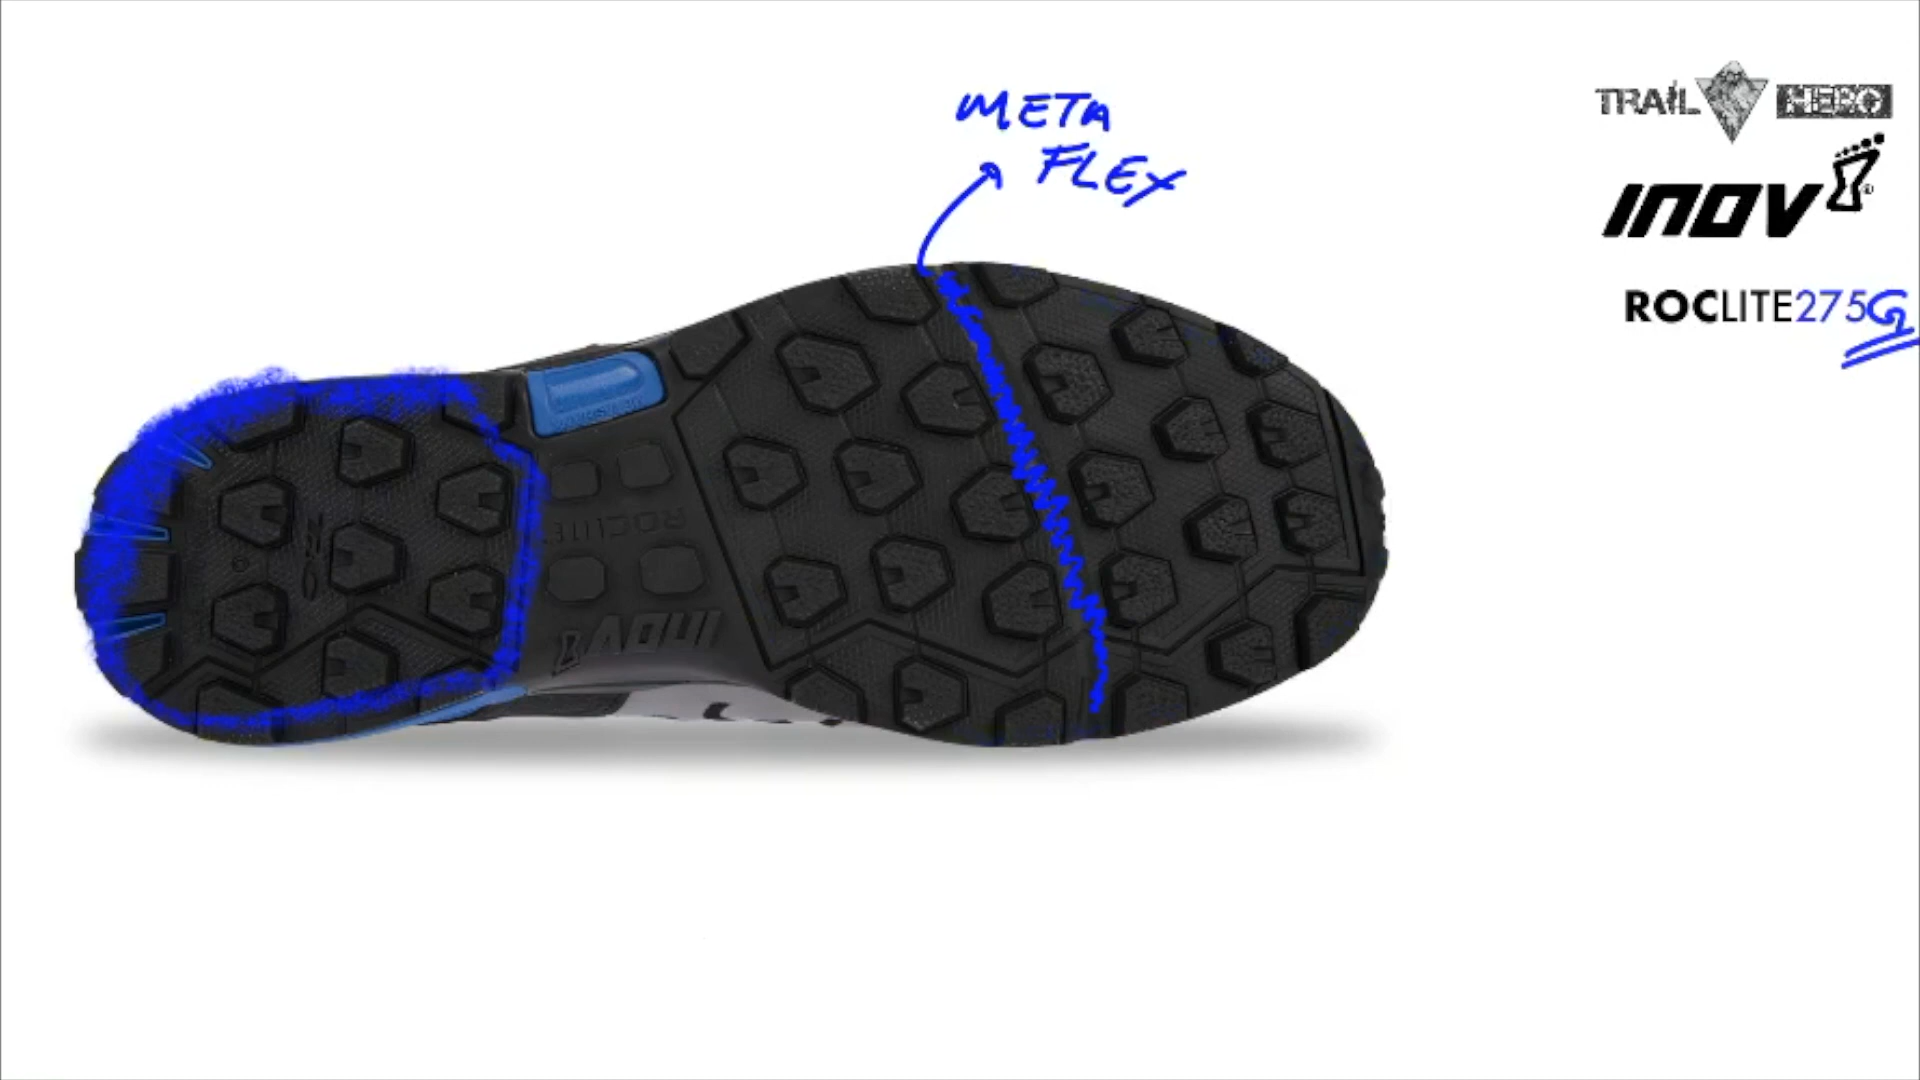 META
FLEX
TRAIL HERO
INOV8
ROCLITE275G
ROCLITE
INOV8